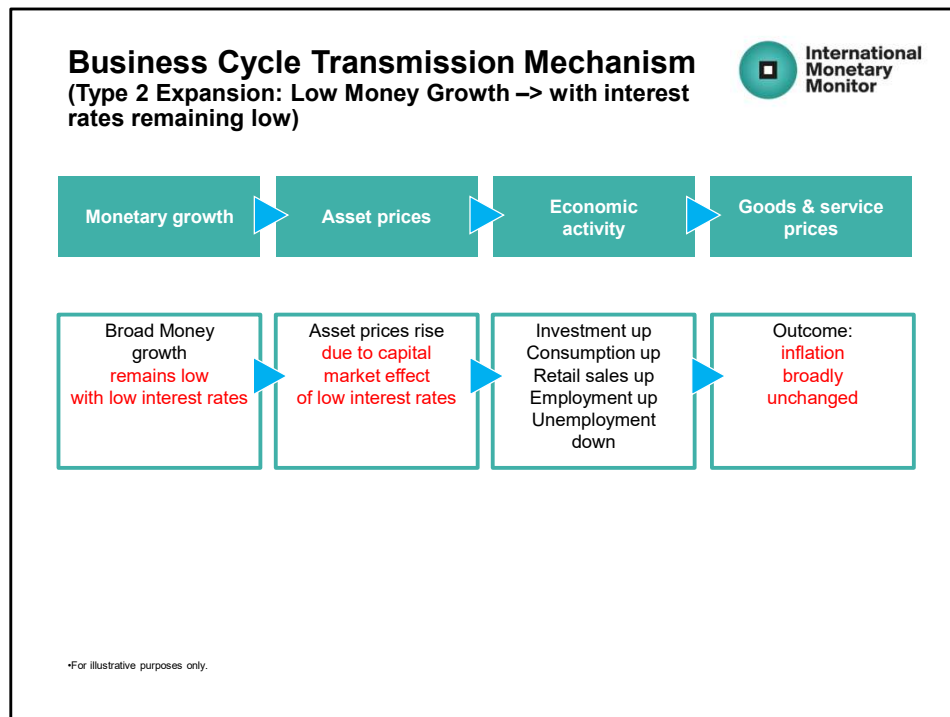 Business Cycle Transmission Mechanism
(Type 2 Expansion: Low Money Growth –> with interest
rates remaining low)
International
Monetary
Monitor
Monetary growth
Asset prices
Economic
activity
Goods & service
prices
Broad Money
growth
remains low
with low interest rates
Asset prices rise
due to capital
market effect
of low interest rates
Investment up
Consumption up
Retail sales up
Employment up
Unemployment
down
Outcome:
inflation
broadly
unchanged
•For illustrative purposes only.